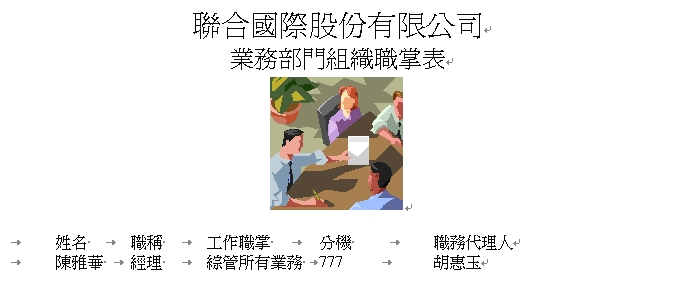 聯合國際股份有限公司
業務部門組織職掌表
姓名 職稱 工作職掌 分機 職務代理人
陳雅華 經理 綜管所有業務 777 胡惠玉